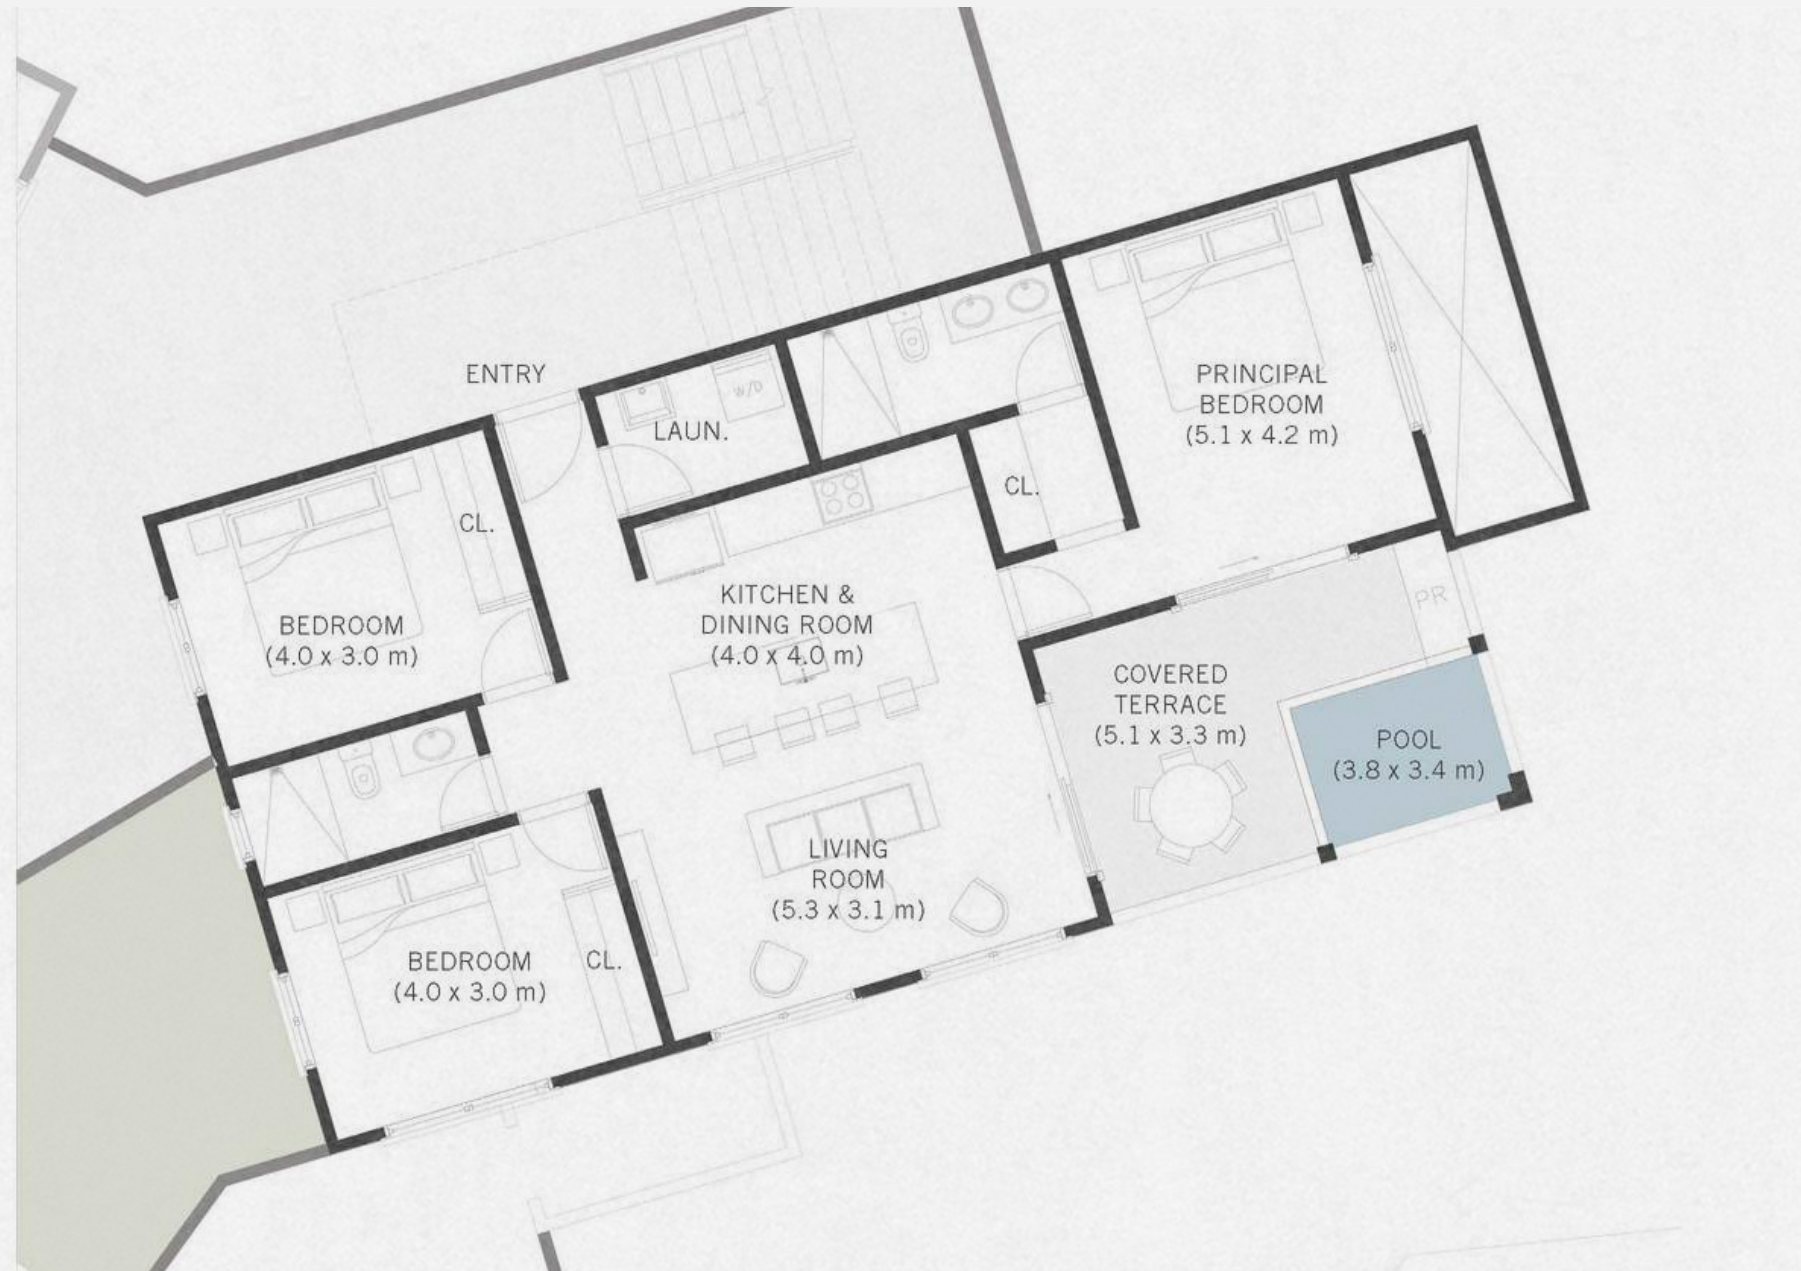 ENTRY
LAUN.
W/D
PRINCIPAL
BEDROOM
(5.1 x 4.2 m)
CL.
CL.
BEDROOM
(4.0 x 3.0 m)
KITCHEN &
DINING ROOM
(4.0 x 4.0 m)
PR
COVERED
TERRACE
(5.1 x 3.3 m)
POOL
(3.8 x 3.4 m)
LIVING
ROOM
(5.3 x 3.1 m)
BEDROOM
(4.0 x 3.0 m)
CL.